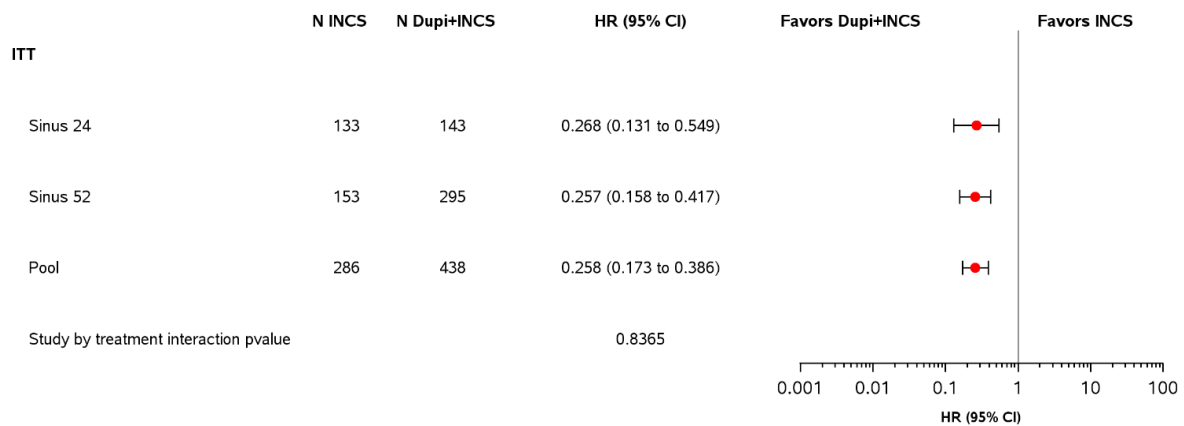 N INCS N Dupi+INCS HR (95% CI) Favors Dupi+INCS Favors INCS
ITT
Sinus 24 133 143 0.268 (0.131 to 0.549)
Sinus 52 153 295 0.257 (0.158 to 0.417)
Pool 286 438 0.258 (0.173 to 0.386)
Study by treatment interaction pvalue 0.8365
0.001 0.01 0.1 1 10 100
HR (95% CI)